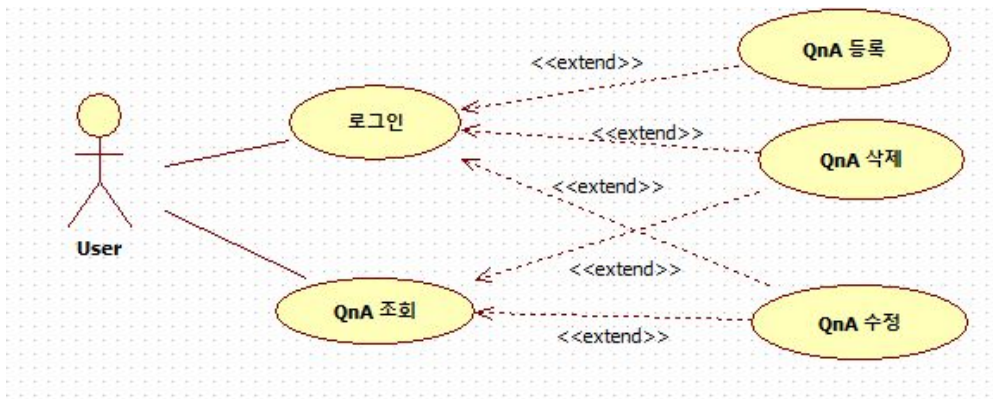 QnA 등록
<<extend>>
로그인
<<extend>>
QnA 삭제
<<extend>>
User
<<extend>>
QnA 조회
QnA 수정
<<extend>>